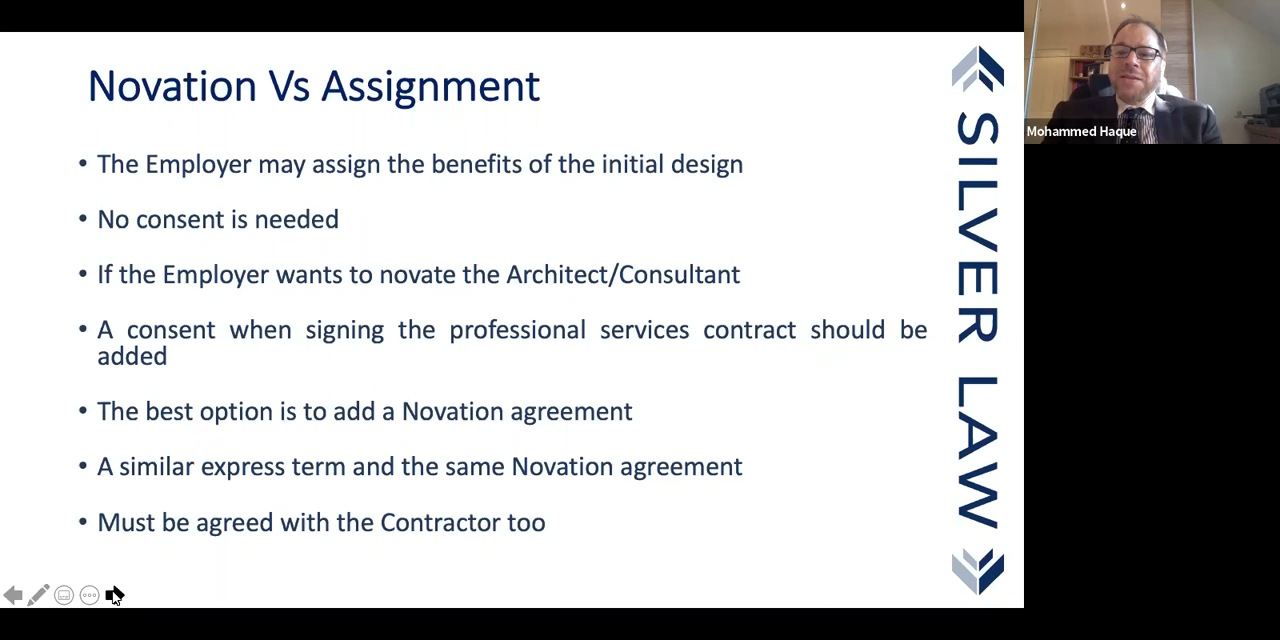 Novation Vs Assignment
• The Employer may assign the benefits of the initial design
• No consent is needed
• If the Employer wants to novate the Architect/Consultant
• A consent when signing the professional services contract should be
added
• The best option is to add a Novation agreement
• A similar express term and the same Novation agreement
• Must be agreed with the Contractor too
SILVER LAW
Mohammed Haque